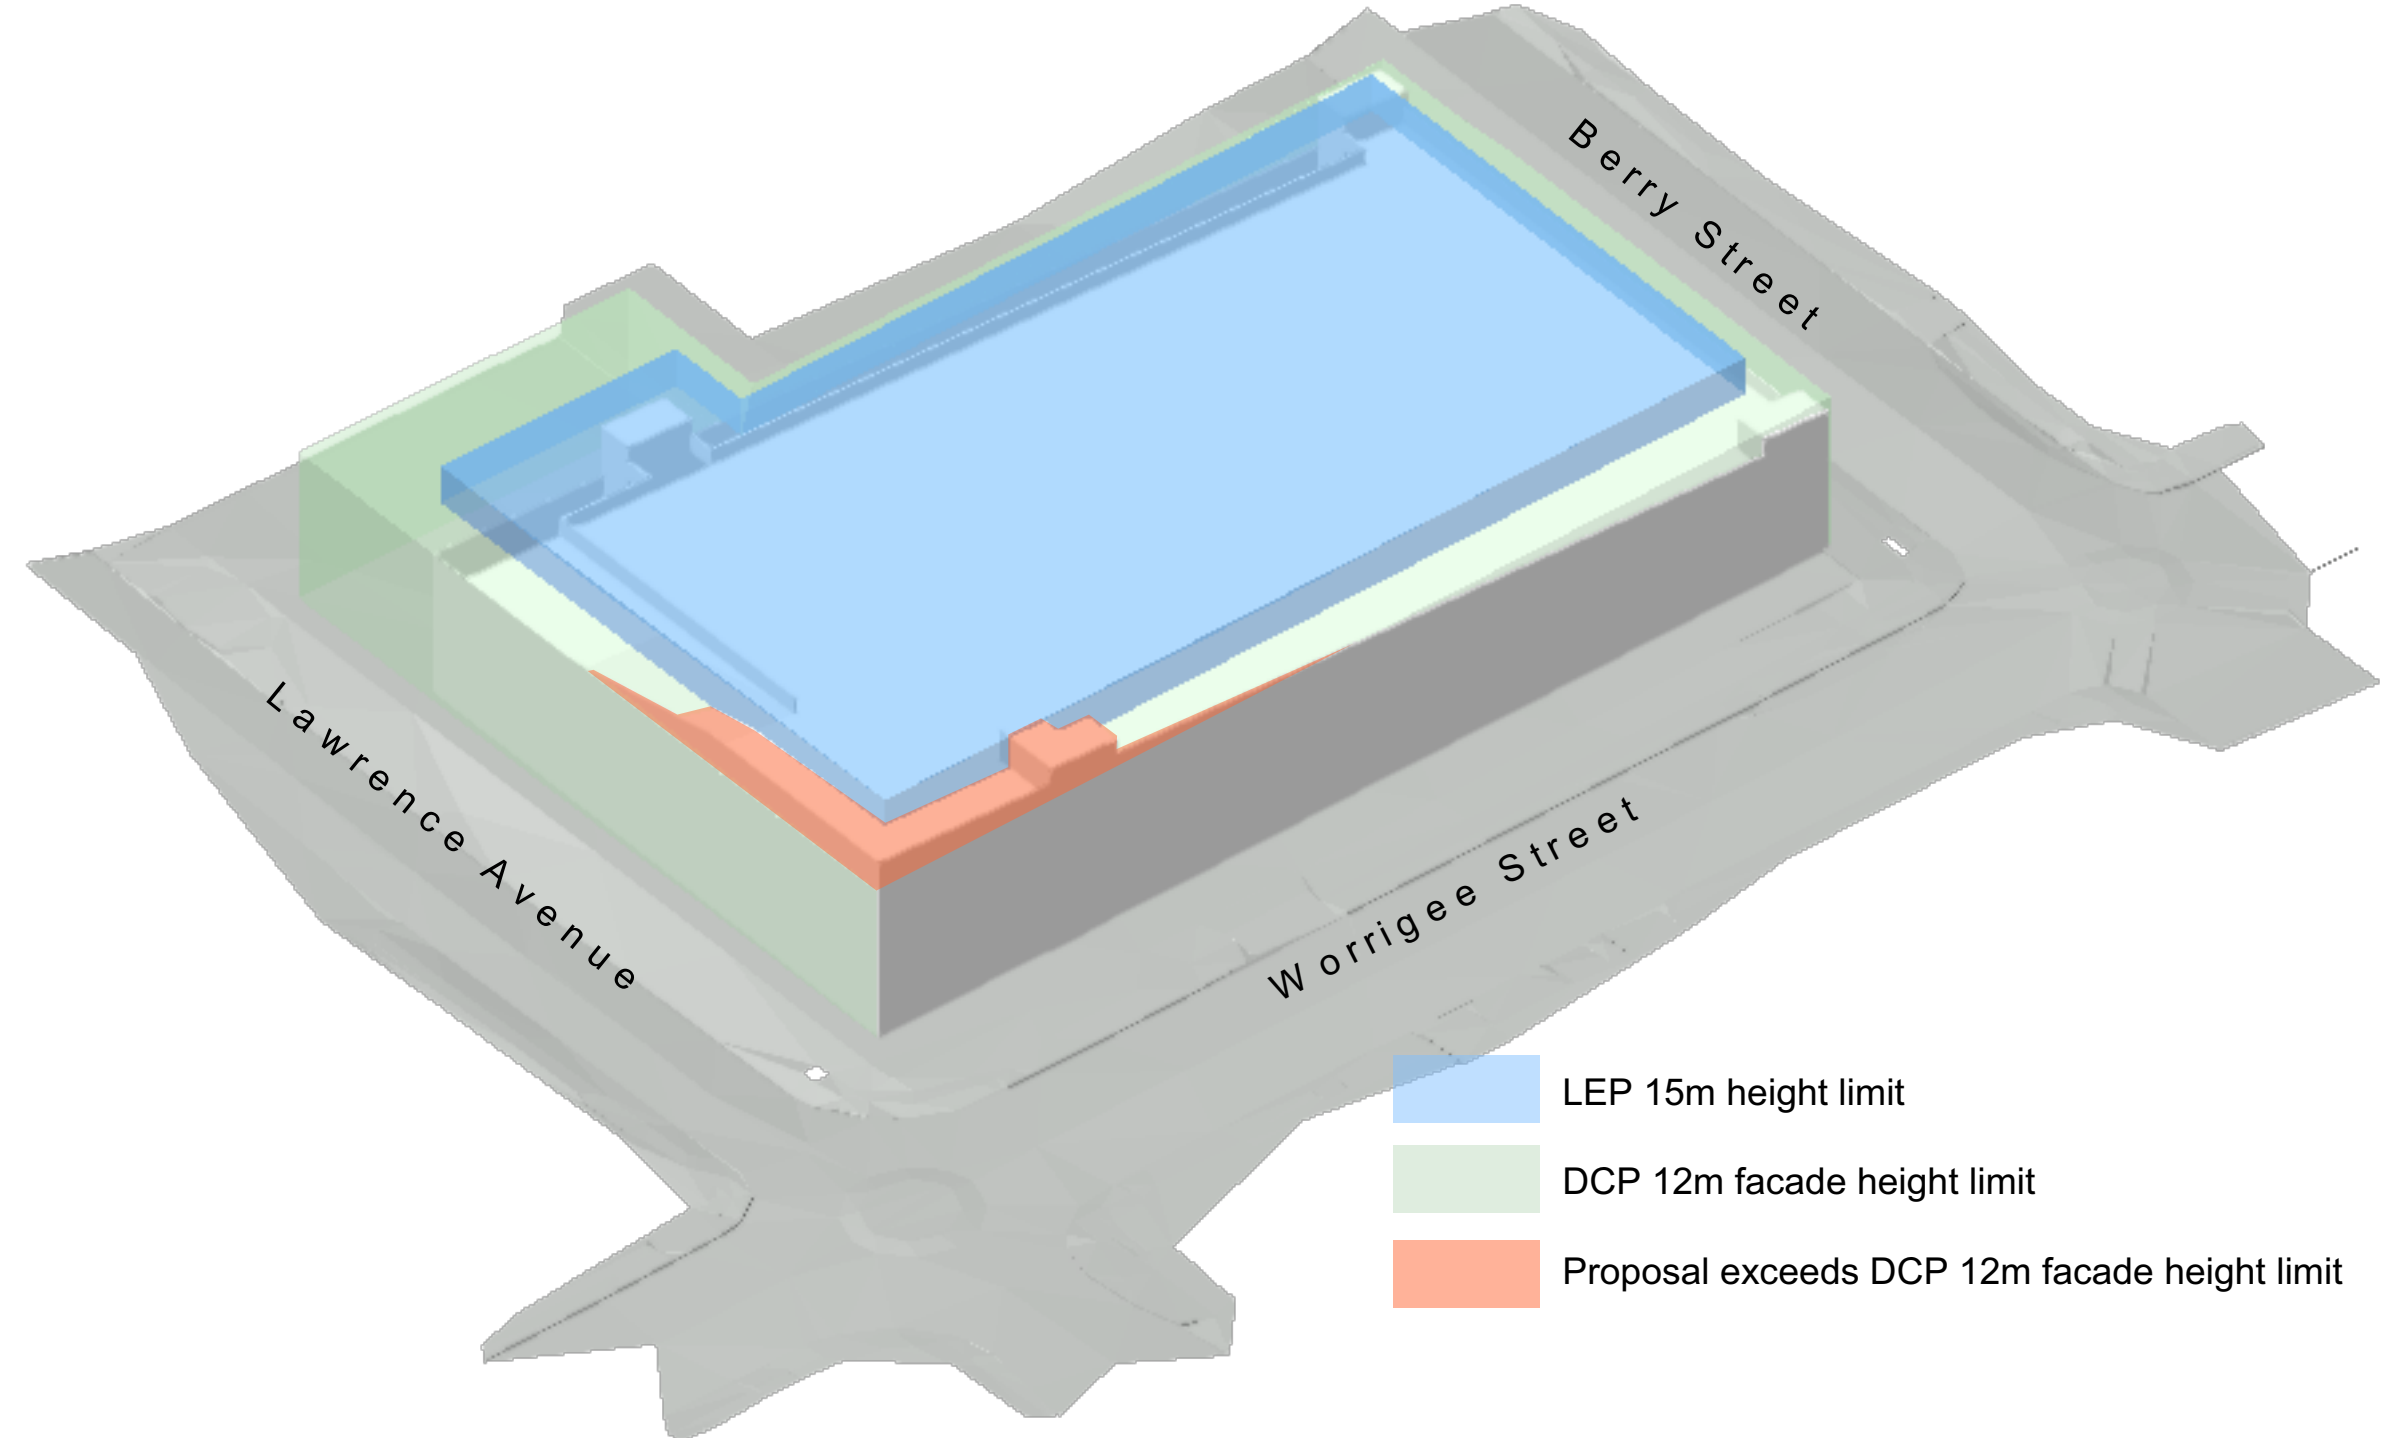 Berry Street
Lawrence Avenue
Worrigee Street
LEP 15m height limit
DCP 12m facade height limit
Proposal exceeds DCP 12m facade height limit